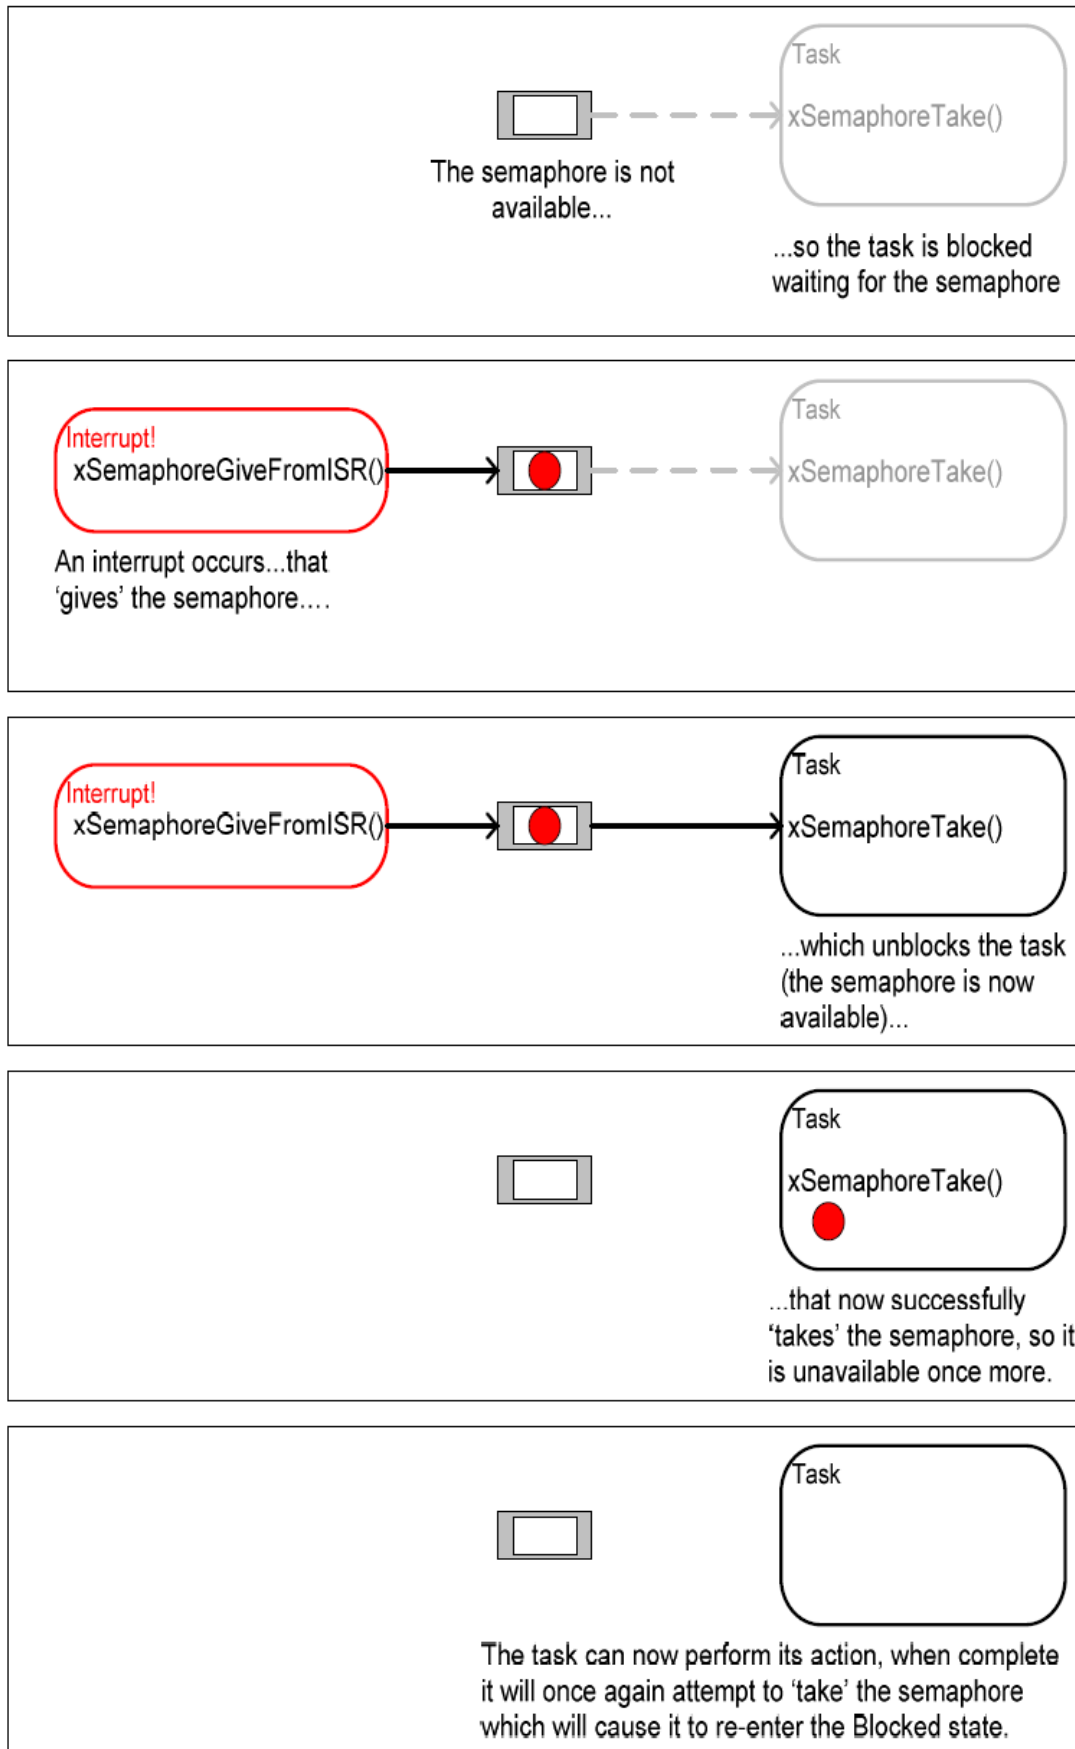 Task
xSemaphoreTake()
The semaphore is not
available...
...so the task is blocked
waiting for the semaphore
Interrupt!
xSemaphoreGiveFromISR()
Task
xSemaphoreTake()
An interrupt occurs...that
‘gives’ the semaphore....
Interrupt!
xSemaphoreGiveFromISR()
Task
xSemaphoreTake()
...which unblocks the task
(the semaphore is now
available)...
Task
xSemaphoreTake()
...that now successfully
‘takes’ the semaphore, so it
is unavailable once more.
Task
The task can now perform its action, when complete
it will once again attempt to ‘take’ the semaphore
which will cause it to re-enter the Blocked state.